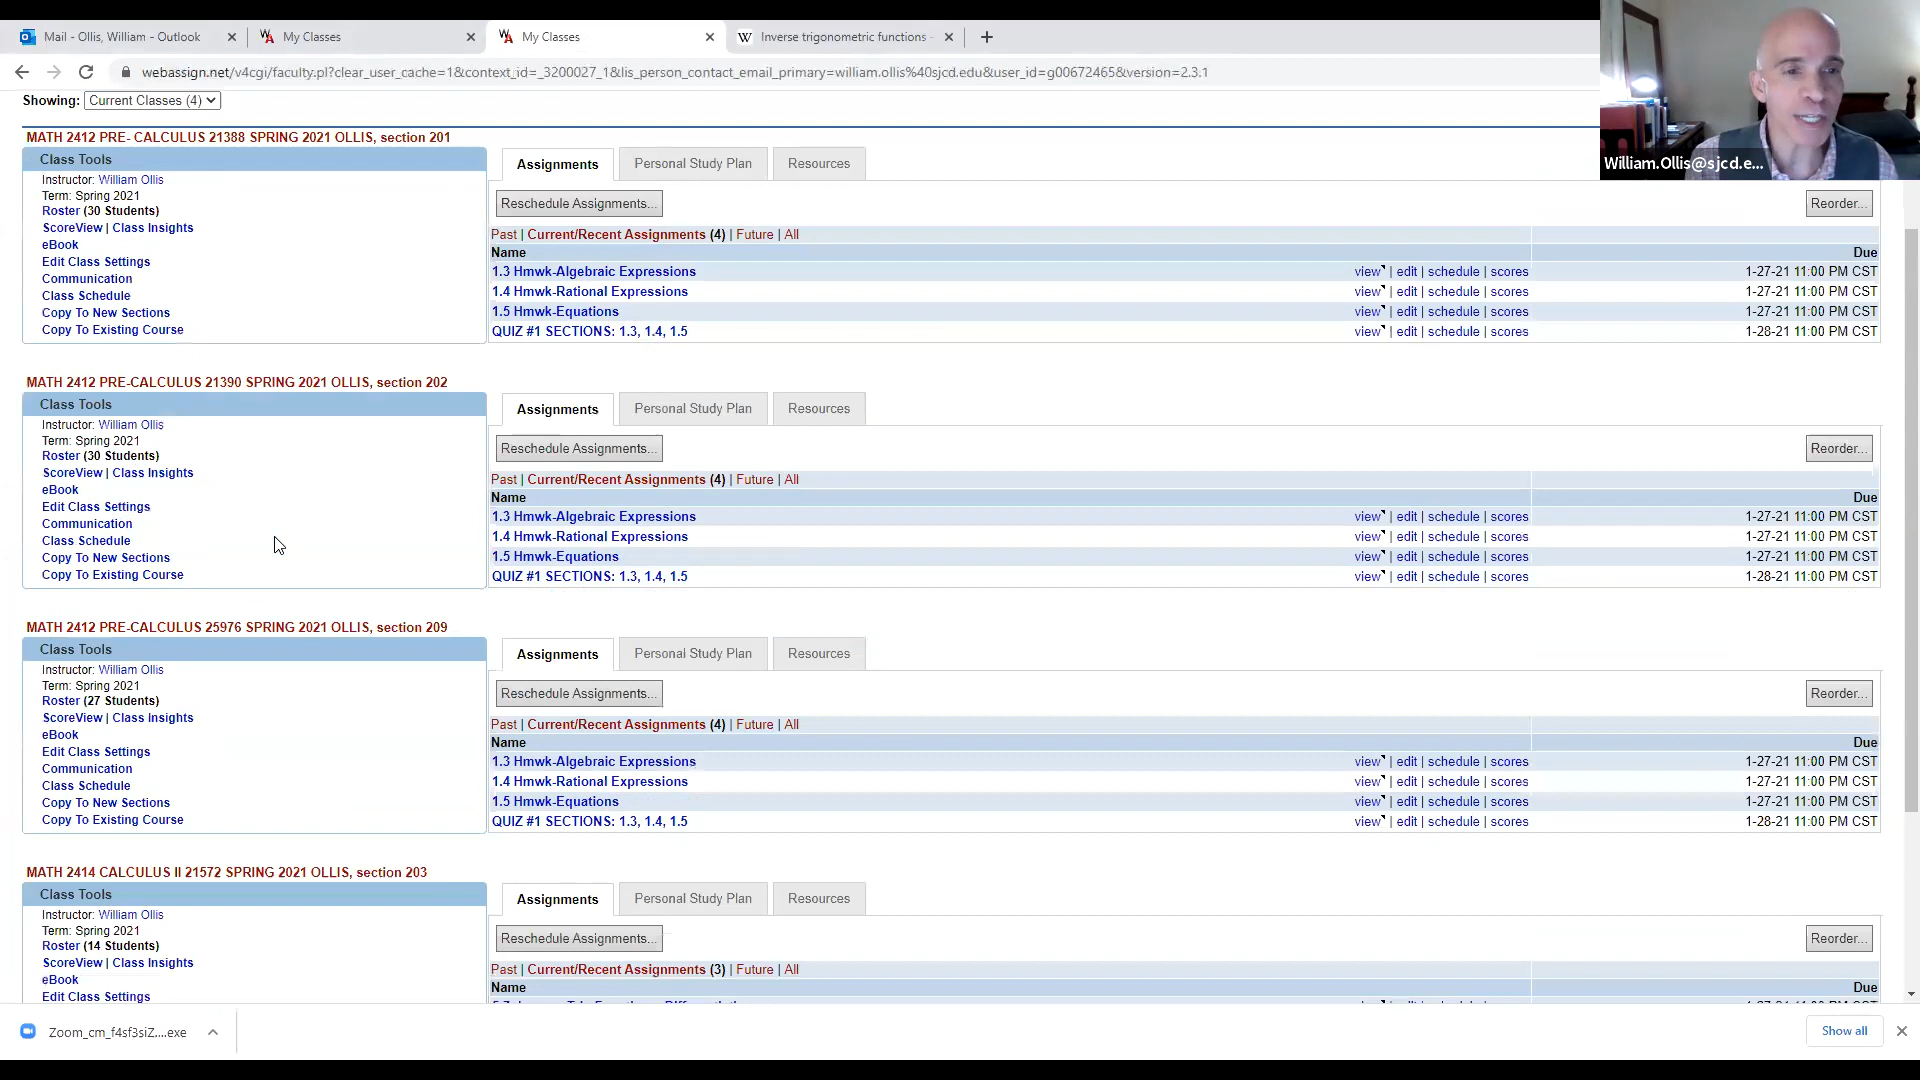 Mail - Ollis, William - Outlook
My Classes
My Classes
Inverse trigonometric functions -
webassign.net/v4cgi/faculty.pl?clear_user_cache=1&context_id=_3200027_1&lis_person_contact_email_primary=william.ollis%40sjcd.edu&user_id=g00672465&version=2.3.1
William.Ollis@sjcd.e...
Showing: Current Classes (4)
MATH 2412 PRE- CALCULUS 21388 SPRING 2021 OLLIS, section 201
Class Tools
Instructor: William Ollis
Term: Spring 2021
Roster (30 Students)
ScoreView | Class Insights
eBook
Edit Class Settings
Communication
Class Schedule
Copy To New Sections
Copy To Existing Course
Assignments Personal Study Plan Resources
Reschedule Assignments... Reorder...
Past | Current/Recent Assignments (4) | Future | All
Name Due
1.3 Hmwk-Algebraic Expressions view | edit | schedule | scores 1-27-21 11:00 PM CST
1.4 Hmwk-Rational Expressions view | edit | schedule | scores 1-27-21 11:00 PM CST
1.5 Hmwk-Equations view | edit | schedule | scores 1-27-21 11:00 PM CST
QUIZ #1 SECTIONS: 1.3, 1.4, 1.5 view | edit | schedule | scores 1-28-21 11:00 PM CST
MATH 2412 PRE-CALCULUS 21390 SPRING 2021 OLLIS, section 202
Class Tools
Instructor: William Ollis
Term: Spring 2021
Roster (30 Students)
ScoreView | Class Insights
eBook
Edit Class Settings
Communication
Class Schedule
Copy To New Sections
Copy To Existing Course
Assignments Personal Study Plan Resources
Reschedule Assignments... Reorder...
Past | Current/Recent Assignments (4) | Future | All
Name Due
1.3 Hmwk-Algebraic Expressions view | edit | schedule | scores 1-27-21 11:00 PM CST
1.4 Hmwk-Rational Expressions view | edit | schedule | scores 1-27-21 11:00 PM CST
1.5 Hmwk-Equations view | edit | schedule | scores 1-27-21 11:00 PM CST
QUIZ #1 SECTIONS: 1.3, 1.4, 1.5 view | edit | schedule | scores 1-28-21 11:00 PM CST
MATH 2412 PRE-CALCULUS 25976 SPRING 2021 OLLIS, section 209
Class Tools
Instructor: William Ollis
Term: Spring 2021
Roster (27 Students)
ScoreView | Class Insights
eBook
Edit Class Settings
Communication
Class Schedule
Copy To New Sections
Copy To Existing Course
Assignments Personal Study Plan Resources
Reschedule Assignments... Reorder...
Past | Current/Recent Assignments (4) | Future | All
Name Due
1.3 Hmwk-Algebraic Expressions view | edit | schedule | scores 1-27-21 11:00 PM CST
1.4 Hmwk-Rational Expressions view | edit | schedule | scores 1-27-21 11:00 PM CST
1.5 Hmwk-Equations view | edit | schedule | scores 1-27-21 11:00 PM CST
QUIZ #1 SECTIONS: 1.3, 1.4, 1.5 view | edit | schedule | scores 1-28-21 11:00 PM CST
MATH 2414 CALCULUS II 21572 SPRING 2021 OLLIS, section 203
Class Tools
Instructor: William Ollis
Term: Spring 2021
Roster (14 Students)
ScoreView | Class Insights
eBook
Edit Class Settings
Assignments Personal Study Plan Resources
Reschedule Assignments... Reorder...
Past | Current/Recent Assignments (3) | Future | All
Name Due
Zoom_cm_f4sf3siZ....exe
Show all